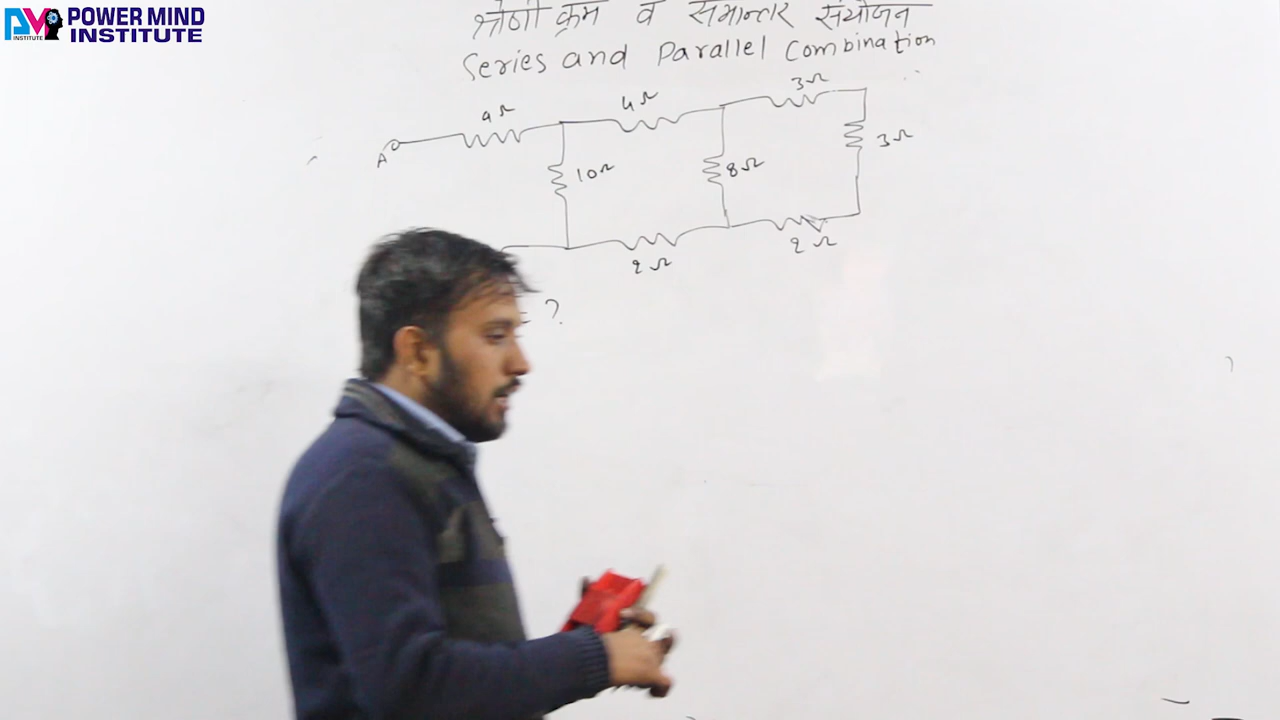 POWER MIND
INSTITUTE
INSTITUTE
श्रेणी क्रम व समान्तर संयोजन
Series and Parallel Combination
4Ω 4Ω 3Ω
A 10Ω 8Ω 3Ω
2Ω 2Ω
= ?